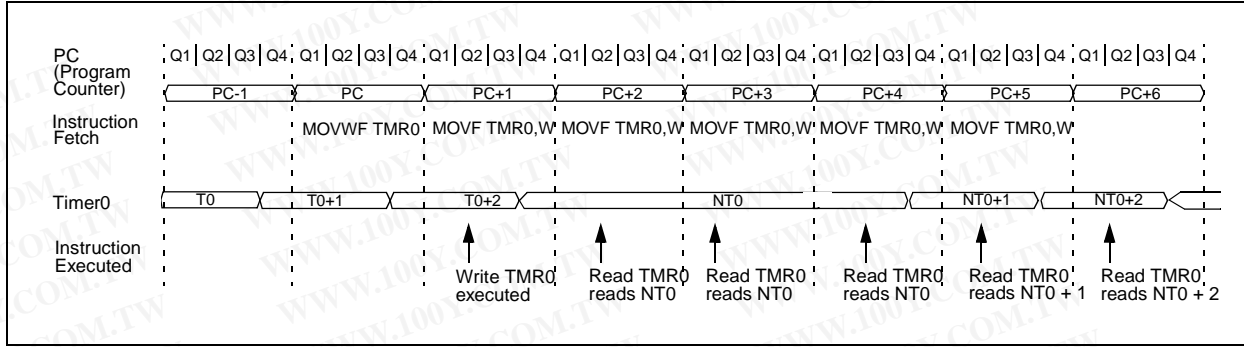 PC
(Program
Counter)
Q1 Q2 Q3 Q4 Q1 Q2 Q3 Q4 Q1 Q2 Q3 Q4 Q1 Q2 Q3 Q4 Q1 Q2 Q3 Q4 Q1 Q2 Q3 Q4 Q1 Q2 Q3 Q4 Q1 Q2 Q3 Q4
PC-1 PC PC+1 PC+2 PC+3 PC+4 PC+5 PC+6
Instruction
Fetch
MOVWF TMR0 MOVF TMR0,W MOVF TMR0,W MOVF TMR0,W MOVF TMR0,W MOVF TMR0,W
Timer0
T0 T0+1 T0+2 NT0 NT0+1 NT0+2
Instruction
Executed
Write TMR0
executed
Read TMR0
reads NT0
Read TMR0
reads NT0
Read TMR0
reads NT0
Read TMR0
reads NT0 + 1
Read TMR0
reads NT0 + 2
WWW.100Y.COM.TW